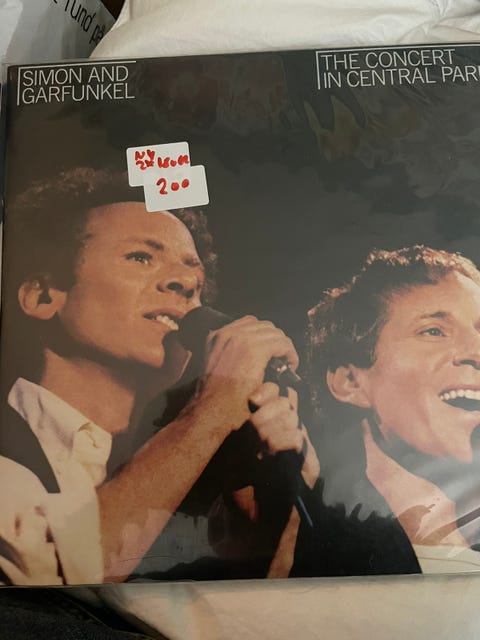 SIMON AND
GARFUNKEL
THE CONCERT
IN CENTRAL PAR
200